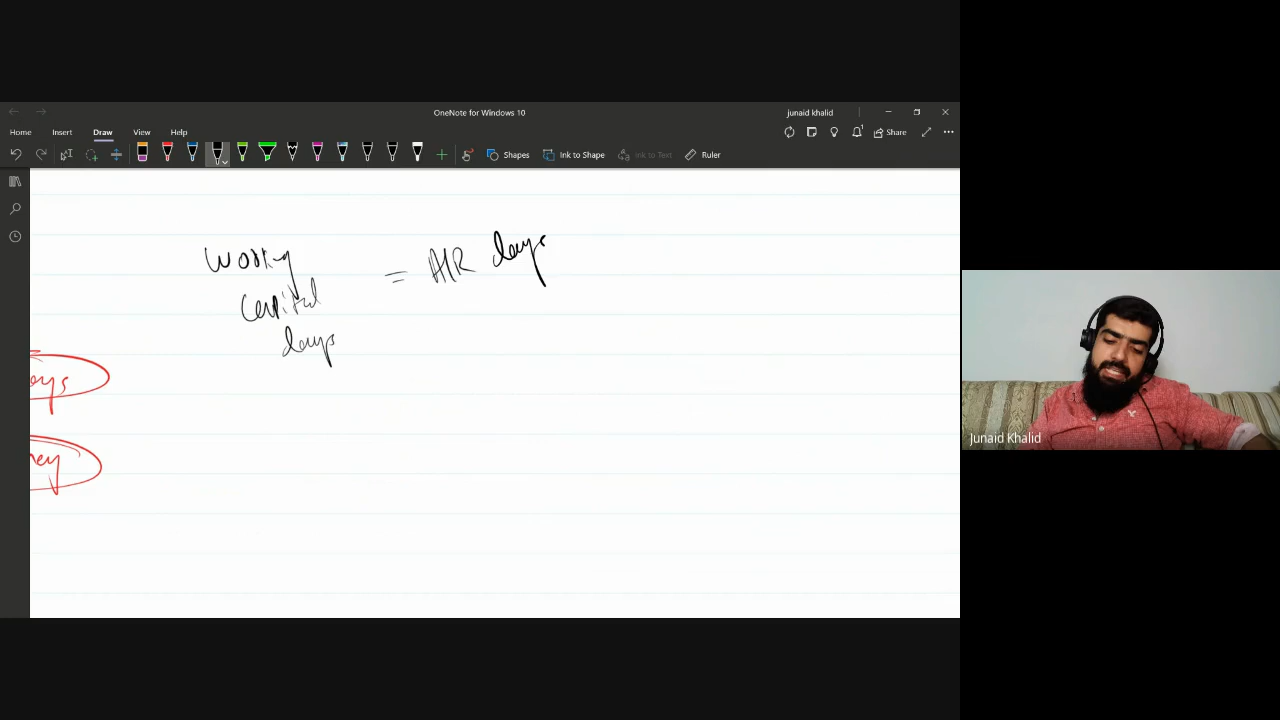 OneNote for Windows 10
junaid khalid
Home Insert Draw View Help
Share
Shapes Ink to Shape Ink to Text Ruler
Working = A/R days
Capital
days
Junaid Khalid